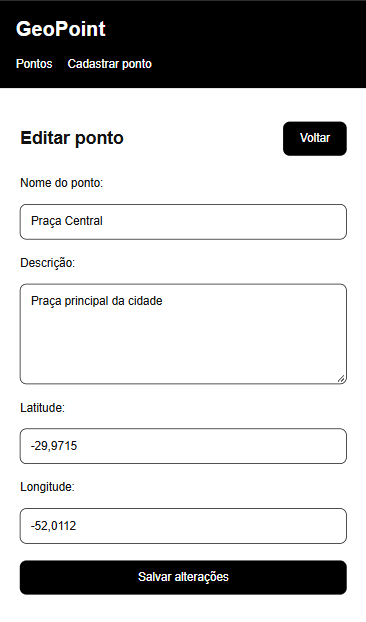 GeoPoint
Pontos Cadastrar ponto
Editar ponto Voltar
Nome do ponto:
Praça Central
Descrição:
Praça principal da cidade
Latitude:
-29,9715
Longitude:
-52,0112
Salvar alterações